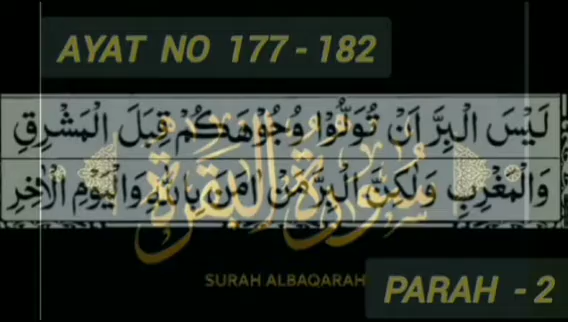 AYAT NO 177 - 182
لَيْسَ الْبِرَّ اَنْ تُوَلُّوْا وُجُوْهَكُمْ قِبَلَ الْمَشْرِقِ
وَالْمَغْرِبِ وَلٰكِنَّ الْبِرَّ مَنْ اٰمَنَ بِاللّٰهِ وَالْيَوْمِ الْاٰخِرِ
سورة البقرة
SURAH ALBAQARAH
PARAH - 2